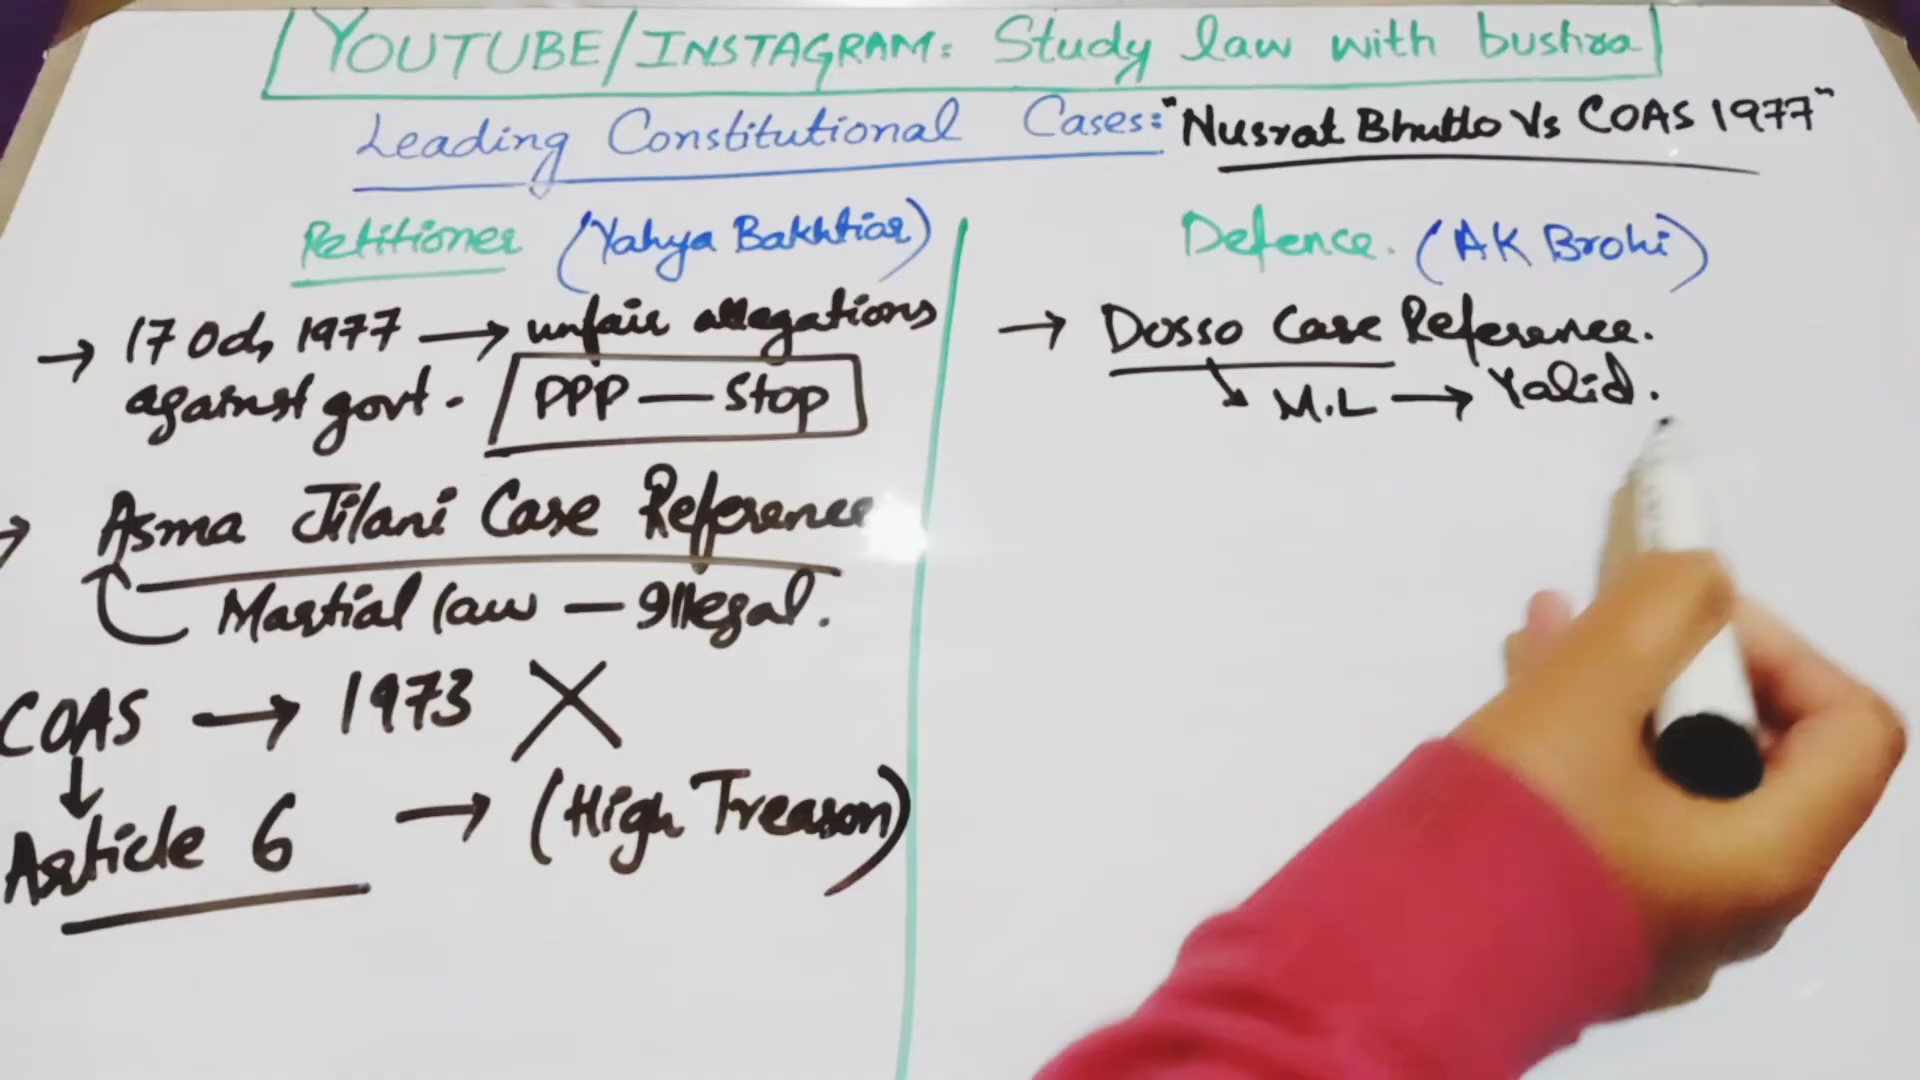 YOUTUBE/INSTAGRAM: Study law with bushra
Leading Constitutional Cases: "Nusrat Bhutto Vs COAS 1977"
Petitioner (Yahya Bakhtiar)
→ 17 Oct, 1977 → unfair allegations
against govt. PPP — Stop
→ Asma Jilani Case Reference
Martial law — Illegal.
COAS → 1973 X
Article 6 → (High Treason)
Defence. (AK Brohi)
→ Dosso Case Reference.
M.L → Valid.